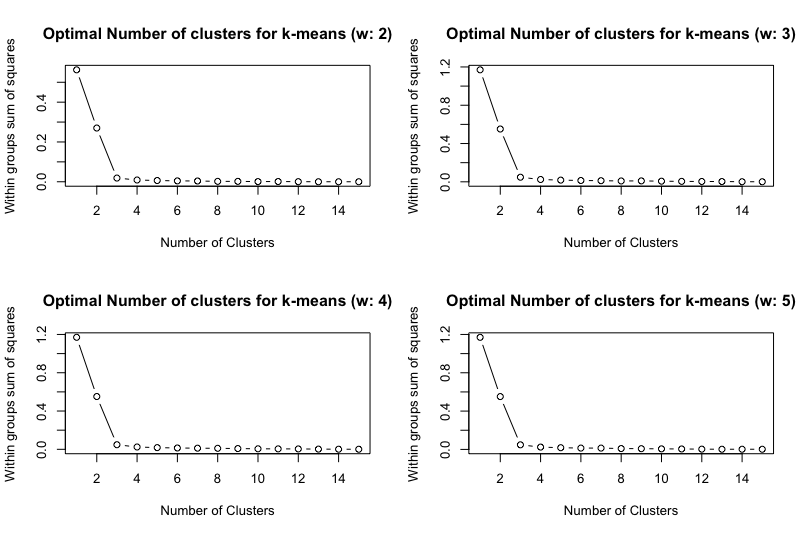 Optimal Number of clusters for k-means (w: 2)
Within groups sum of squares
0.4
0.2
0.0
2 4 6 8 10 12 14
Number of Clusters
Optimal Number of clusters for k-means (w: 3)
Within groups sum of squares
1.2
0.8
0.4
0.0
2 4 6 8 10 12 14
Number of Clusters
Optimal Number of clusters for k-means (w: 4)
Within groups sum of squares
1.2
0.8
0.4
0.0
2 4 6 8 10 12 14
Number of Clusters
Optimal Number of clusters for k-means (w: 5)
Within groups sum of squares
1.2
0.8
0.4
0.0
2 4 6 8 10 12 14
Number of Clusters